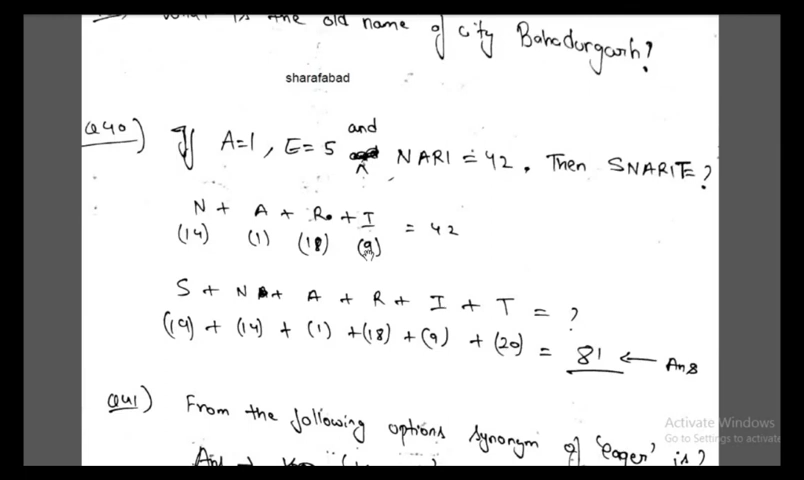 is the old name of city Bahadurgarh?
sharafabad
Q40) If A=1, E=5 and NARI = 42. Then SNARITE?
N + A + R + I = 42
(14) (1) (18) (9)
S + N + A + R + I + T = ?
(19) + (14) + (1) + (18) + (9) + (20) = 81 ← Ans
Q41) From the following options synonym of 'eager' is?
Activate Windows
Go to Settings to activate